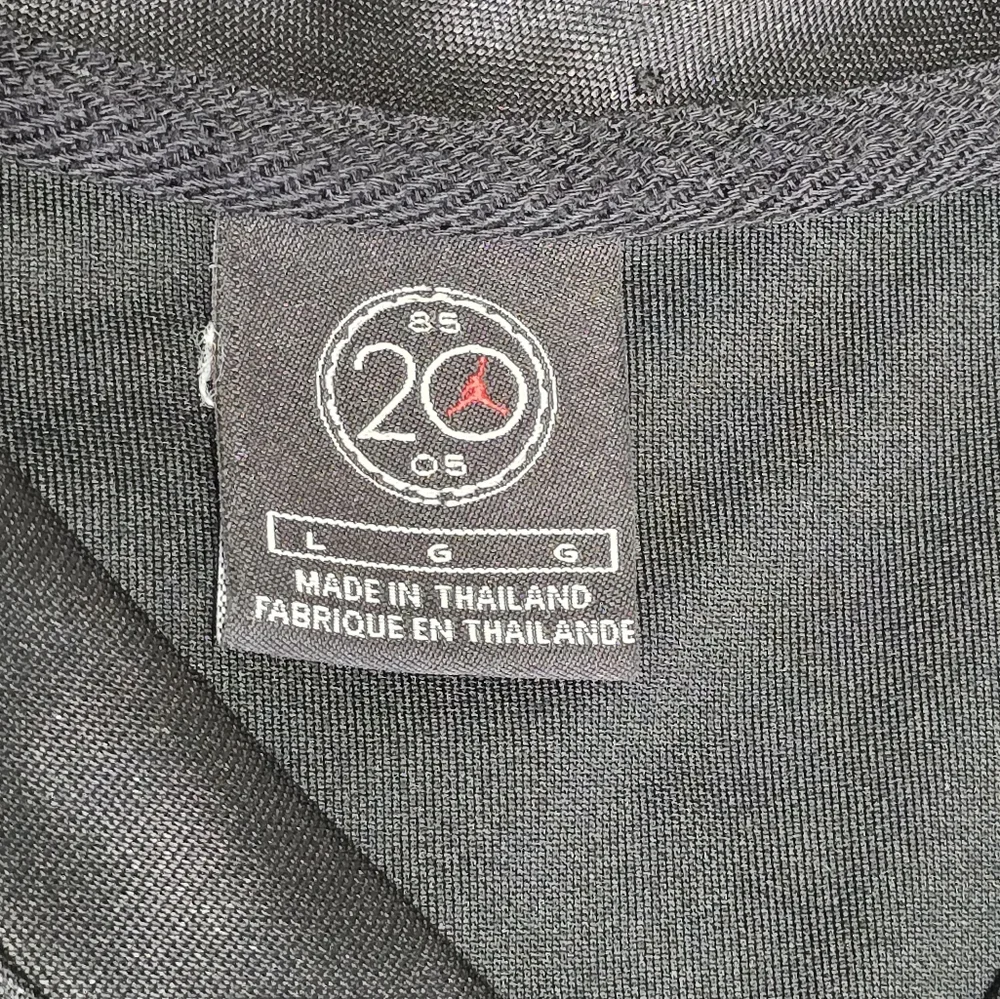 85
20
05
L G G
MADE IN THAILAND
FABRIQUE EN THAILANDE